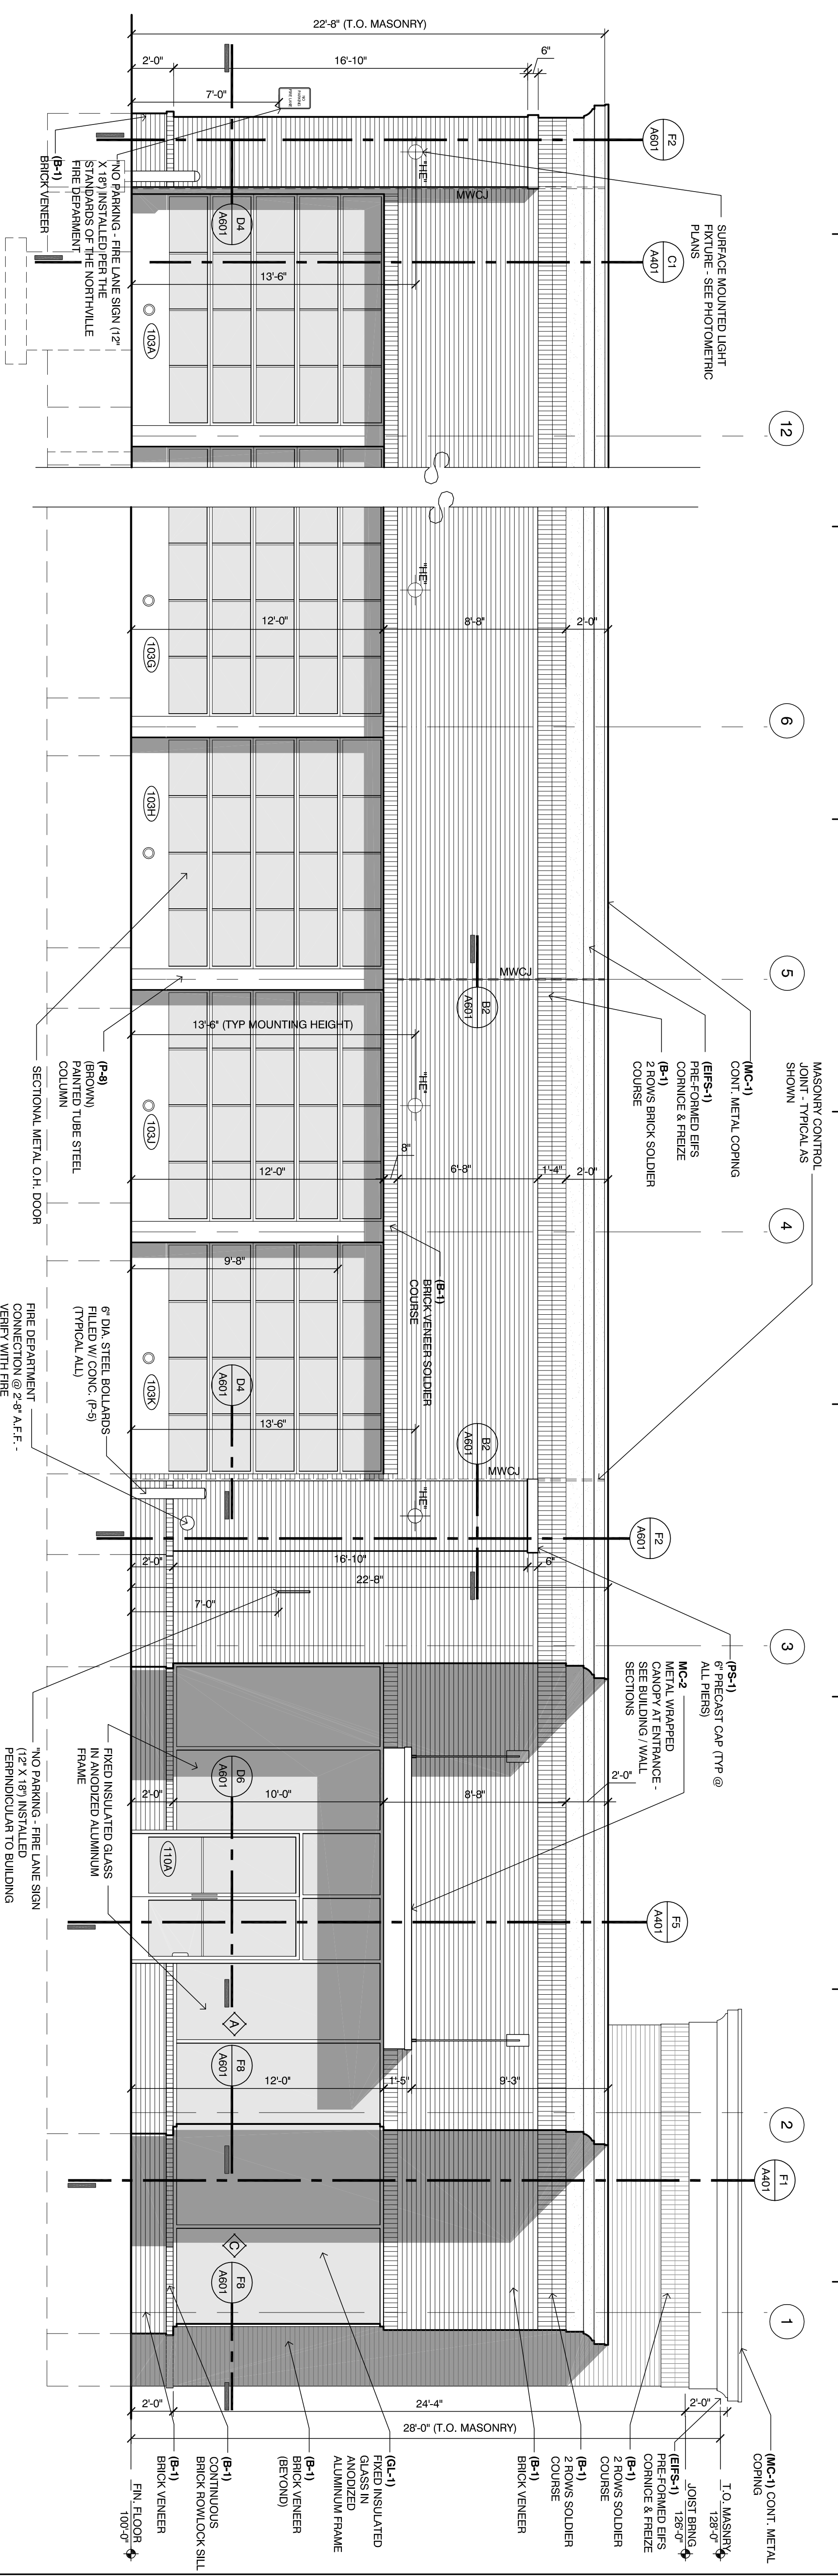 12
6
5
4
3
2
1
F2
A601
C1
A401
F2
A601
F5
A401
F1
A401
SURFACE MOUNTED LIGHT
FIXTURE - SEE PHOTOMETRIC
PLANS
MASONRY CONTROL
JOINT - TYPICAL AS
SHOWN
(MC-1)
CONT. METAL COPING
(EIFS-1)
PRE-FORMED EIFS
CORNICE & FREIZE
(B-1)
2 ROWS BRICK SOLDIER
COURSE
(PS-1)
6" PRECAST CAP (TYP @
ALL PIERS)
MC-2
METAL WRAPPED
CANOPY AT ENTRANCE -
SEE BUILDING / WALL
SECTIONS
(MC-1) CONT. METAL
COPING
T.O. MASNRY
128'-0"
JOIST BRNG
126'-0"
(EIFS-1)
PRE-FORMED EIFS
CORNICE & FREIZE
(B-1)
2 ROWS SOLDIER
COURSE
(B-1)
2 ROWS SOLDIER
COURSE
(B-1)
BRICK VENEER
(GL-1)
FIXED INSULATED
GLASS IN
ANODIZED
ALUMINUM FRAME
(B-1)
BRICK VENEER
(BEYOND)
(B-1)
CONTINUOUS
BRICK ROWLOCK SILL
(B-1)
BRICK VENEER
FIN. FLOOR
100'-0"
22'-8" (T.O. MASONRY)
2'-0"
16'-10"
6"
7'-0"
NO
PARKING
FIRE LANE
"HE"
MWCJ
D4
A601
13'-6"
103A
"HE"
12'-0"
8'-8"
2'-0"
103G
103H
MWCJ
B2
A601
13'-6" (TYP MOUNTING HEIGHT)
"HE"
103J
12'-0"
8"
6'-8"
1'-4"
2'-0"
9'-8"
(B-1)
BRICK VENEER SOLDIER
COURSE
103K
D4
A601
13'-6"
B2
A601
MWCJ
"HE"
2'-0"
16'-10"
6"
22'-8"
7'-0"
2'-0"
10'-0"
8'-8"
2'-0"
D6
A601
110A
A
F8
A601
12'-0"
1'-5"
9'-3"
C
F8
A601
2'-0"
24'-4"
2'-0"
28'-0" (T.O. MASONRY)
(B-1)
BRICK VENEER
"NO PARKING - FIRE LANE SIGN (12"
X 18") INSTALLED PER THE
STANDARDS OF THE NORTHVILLE
FIRE DEPARMENT
SECTIONAL METAL O.H. DOOR
(P-8)
(BROWN)
PAINTED TUBE STEEL
COLUMN
6" DIA. STEEL BOLLARDS
FILLED W/ CONC. (P-5)
(TYPICAL ALL)
FIRE DEPARTMENT
CONNECTION @ 2'-8" A.F.F. -
VERIFY WITH FIRE
FIXED INSULATED GLASS
IN ANODIZED ALUMINUM
FRAME
"NO PARKING - FIRE LANE SIGN
(12" X 18") INSTALLED
PERPINDICULAR TO BUILDING